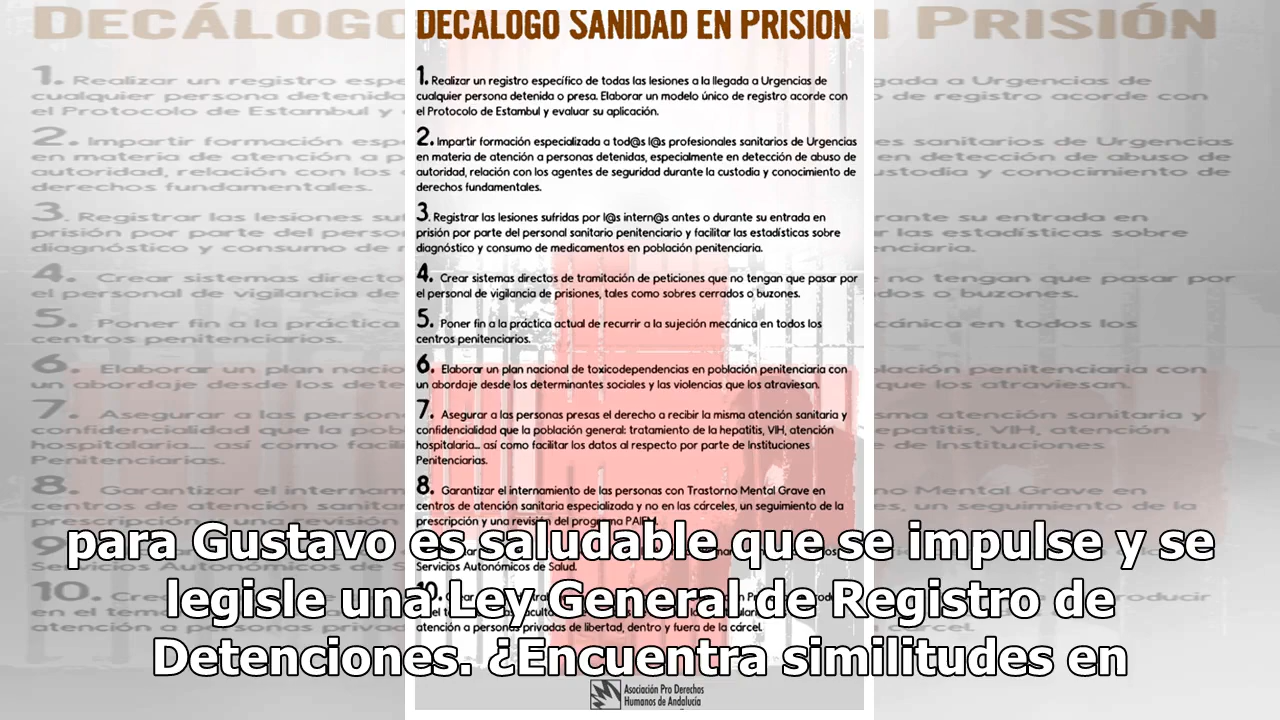 DECÁLOGO SANIDAD EN PRISIÓN
1. Realizar un registro específico de todas las lesiones a la llegada a Urgencias de
cualquier persona detenida o presa. Elaborar un modelo único de registro acorde con
el Protocolo de Estambul y evaluar su aplicación.
2. Impartir formación especializada a tod@s l@s profesionales sanitarios de Urgencias
en materia de atención a personas detenidas, especialmente en detección de abuso de
autoridad, relación con los agentes de seguridad durante la custodia y conocimiento de
derechos fundamentales.
3. Registrar las lesiones sufridas por l@s intern@s antes o durante su entrada en
prisión por parte del personal sanitario penitenciario y facilitar las estadísticas sobre
diagnóstico y consumo de medicamentos en población penitenciaria.
4. Crear sistemas directos de tramitación de peticiones que no tengan que pasar por
el personal de vigilancia de prisiones, tales como sobres cerrados o buzones.
5. Poner fin a la práctica actual de recurrir a la sujeción mecánica en todos los
centros penitenciarios.
6. Elaborar un plan nacional de toxicodependencias en población penitenciaria con
un abordaje desde los determinantes sociales y las violencias que los atraviesan.
7. Asegurar a las personas presas el derecho a recibir la misma atención sanitaria y
confidencialidad que la población general: tratamiento de la hepatitis, VIH, atención
hospitalaria... así como facilitar los datos al respecto por parte de Instituciones
Penitenciarias.
8. Garantizar el internamiento de las personas con Trastorno Mental Grave en
centros de atención sanitaria especializada y no en las cárceles, un seguimiento de la
prescripción y una revisión del programa PAIEM.
Servicios Autonómicos de Salud.
10.
atención a personas privadas de libertad, dentro y fuera de la cárcel.
para Gustavo es saludable que se impulse y se
legisle una Ley General de Registro de
Detenciones. ¿Encuentra similitudes en
Asociación Pro Derechos
Humanos de Andalucía